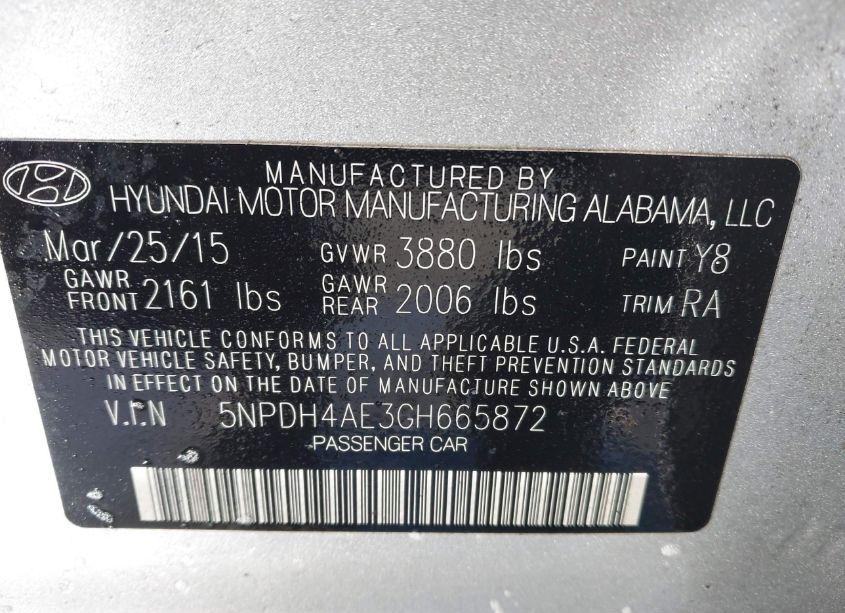 MANUFACTURED BY
HYUNDAI MOTOR MANUFACTURING ALABAMA, LLC
Mar/25/15 GVWR 3880 lbs PAINT Y8
GAWR FRONT 2161 lbs GAWR REAR 2006 lbs TRIM RA
THIS VEHICLE CONFORMS TO ALL APPLICABLE U.S.A. FEDERAL
MOTOR VEHICLE SAFETY, BUMPER, AND THEFT PREVENTION STANDARDS
IN EFFECT ON THE DATE OF MANUFACTURE SHOWN ABOVE
V.I.N 5NPDH4AE3GH665872
PASSENGER CAR